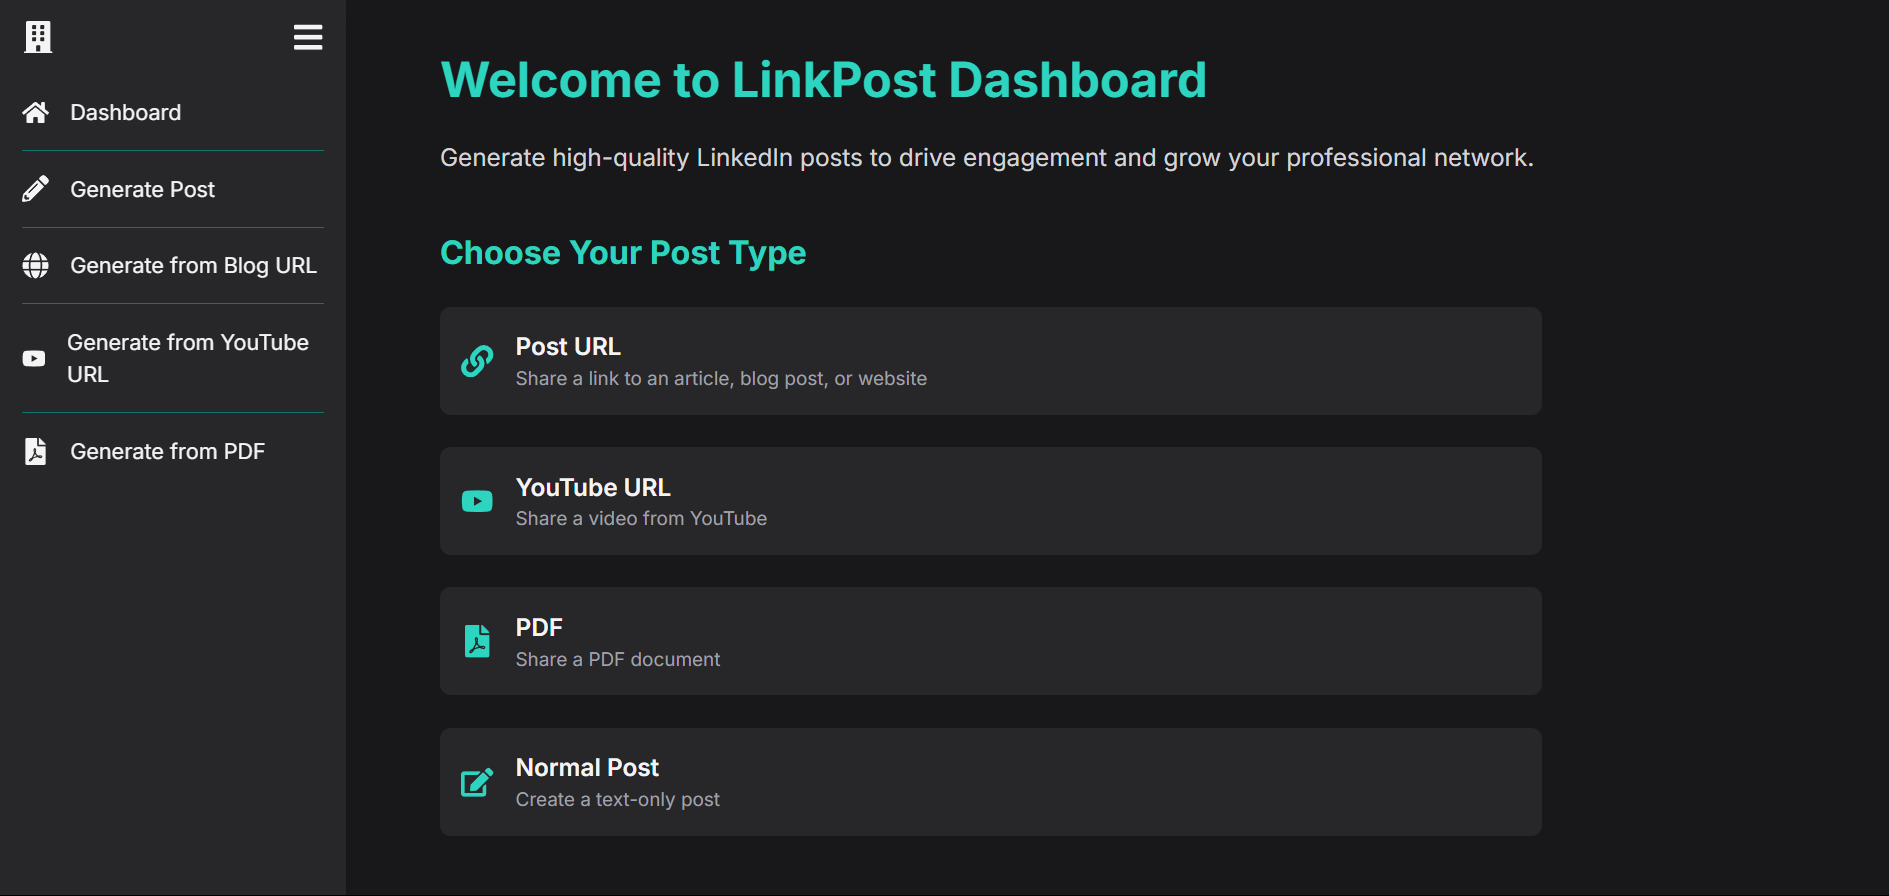 Dashboard
Generate Post
Generate from Blog URL
Generate from YouTube
URL
Generate from PDF
Welcome to LinkPost Dashboard
Generate high-quality LinkedIn posts to drive engagement and grow your professional network.
Choose Your Post Type
Post URL
Share a link to an article, blog post, or website
YouTube URL
Share a video from YouTube
PDF
Share a PDF document
Normal Post
Create a text-only post